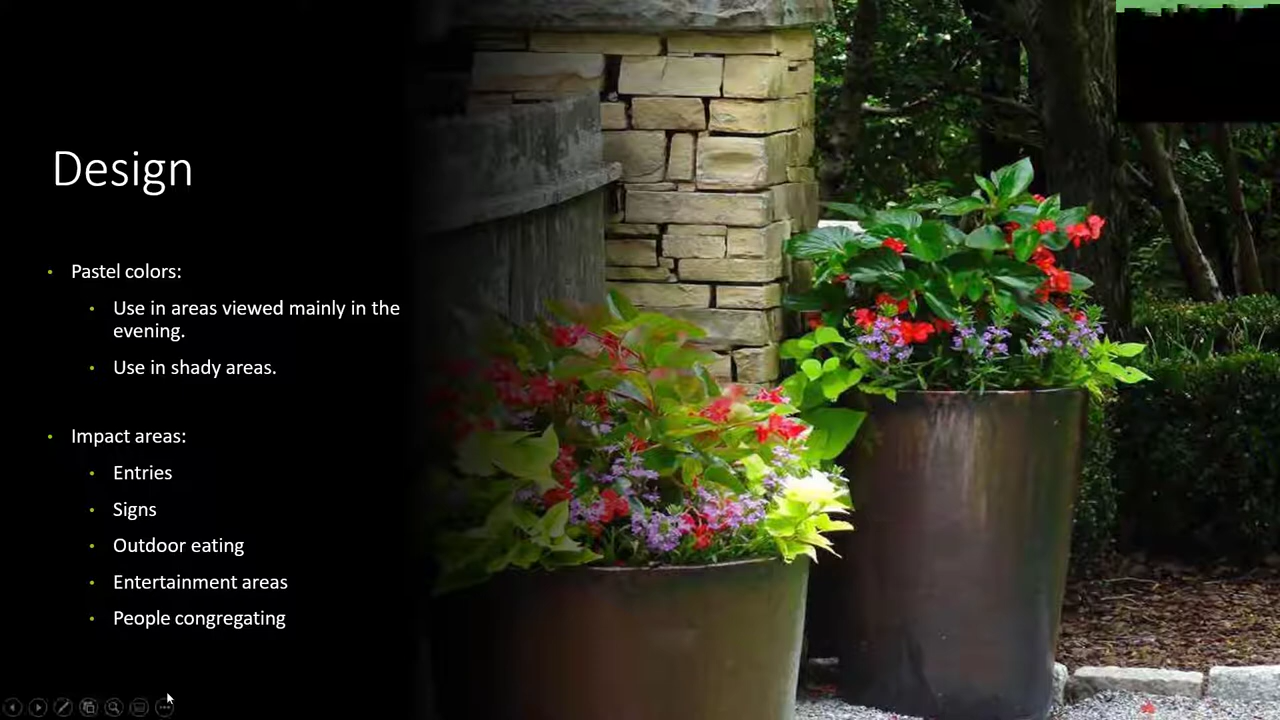 Design
• Pastel colors:
• Use in areas viewed mainly in the
evening.
• Use in shady areas.
• Impact areas:
• Entries
• Signs
• Outdoor eating
• Entertainment areas
• People congregating